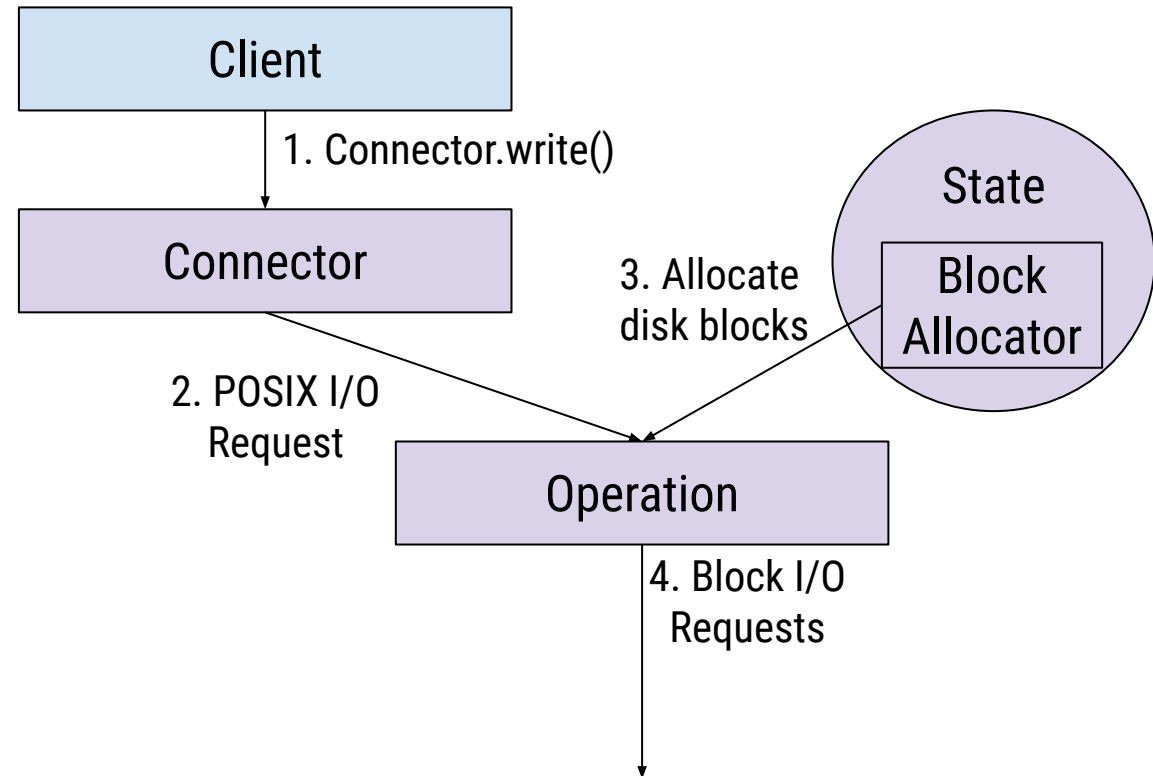 Client
1. Connector.write()
Connector
State
Block
Allocator
3. Allocate
disk blocks
2. POSIX I/O
Request
Operation
4. Block I/O
Requests